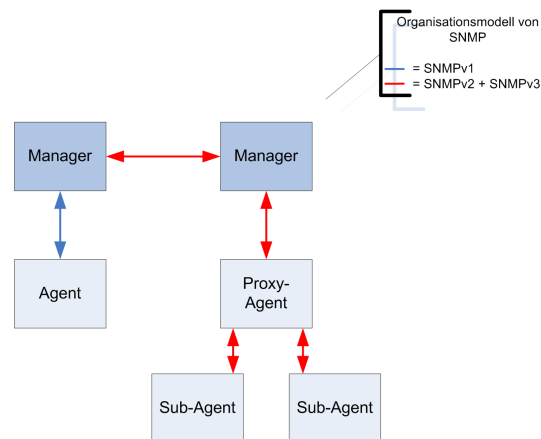 Organisationsmodell von
SNMP
= SNMPv1
= SNMPv2 + SNMPv3
Manager
Manager
Agent
Proxy-
Agent
Sub-Agent
Sub-Agent